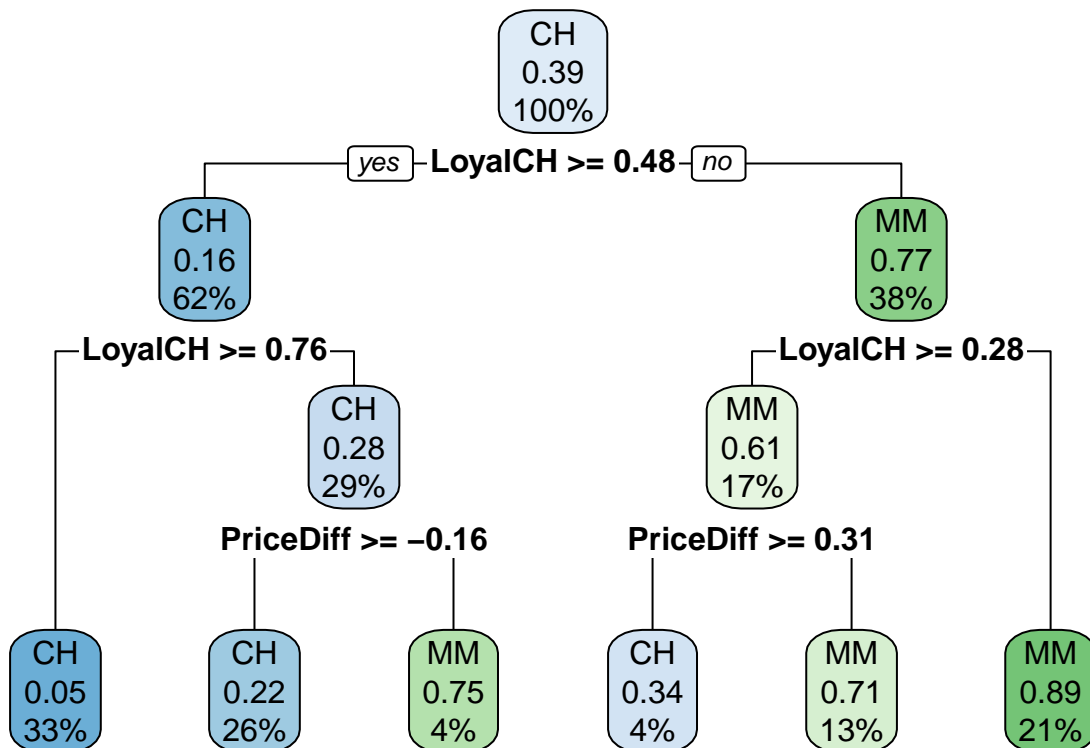 CH
0.39
100%
yes LoyalCH >= 0.48 no
CH
0.16
62%
MM
0.77
38%
LoyalCH >= 0.76
LoyalCH >= 0.28
CH
0.28
29%
MM
0.61
17%
PriceDiff >= −0.16
PriceDiff >= 0.31
CH
0.05
33%
CH
0.22
26%
MM
0.75
4%
CH
0.34
4%
MM
0.71
13%
MM
0.89
21%